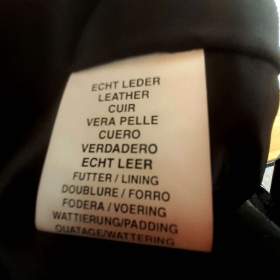 ECHT LEDER
LEATHER
CUIR
VERA PELLE
CUERO
VERDADERO
ECHT LEER
FUTTER / LINING
DOUBLURE / FORRO
FODERA / VOERING
WATTIERUNG/PADDING
OUATAGE/WATTERING